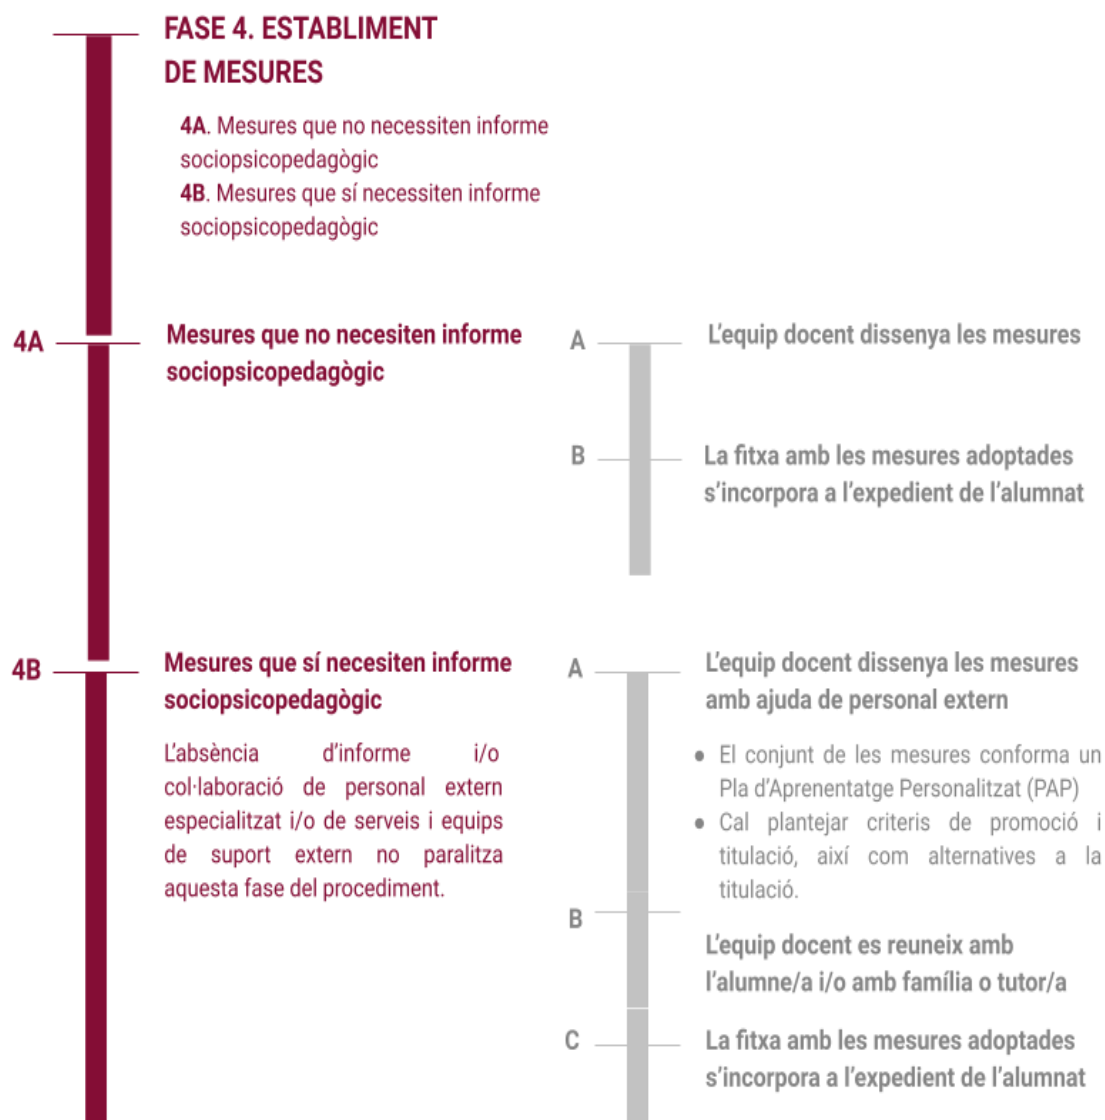 FASE 4. ESTABLIMENT
DE MESURES
4A. Mesures que no necessiten informe
sociopsicopedagògic
4B. Mesures que sí necessiten informe
sociopsicopedagògic
4A
Mesures que no necesiten informe
sociopsicopedagògic
A
L'equip docent dissenya les mesures
B
La fitxa amb les mesures adoptades
s'incorpora a l'expedient de l'alumnat
4B
Mesures que sí necesiten informe
sociopsicopedagògic
L'absència d'informe i/o
col·laboració de personal extern
especialitzat i/o de serveis i equips
de suport extern no paralitza
aquesta fase del procediment.
A
L'equip docent dissenya les mesures
amb ajuda de personal extern
● El conjunt de les mesures conforma un
Pla d'Aprenentatge Personalitzat (PAP)
● Cal plantejar criteris de promoció i
titulació, així com alternatives a la
titulació.
B
L'equip docent es reuneix amb
l'alumne/a i/o amb família o tutor/a
C
La fitxa amb les mesures adoptades
s'incorpora a l'expedient de l'alumnat